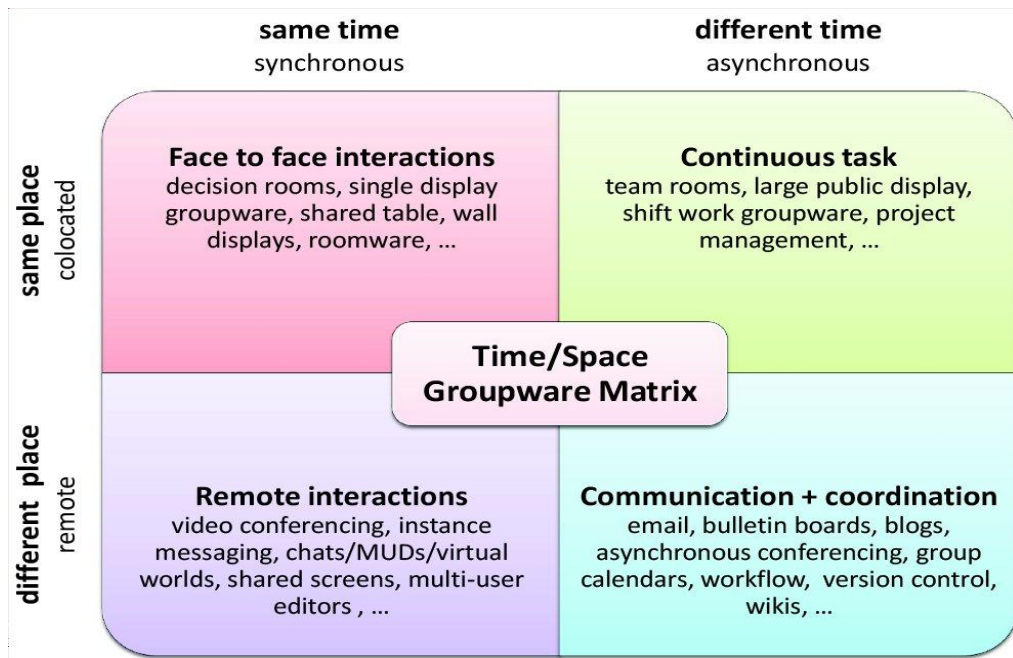 same time
synchronous
different time
asynchronous
same place
colocated
Face to face interactions
decision rooms, single display
groupware, shared table, wall
displays, roomware, ...
Continuous task
team rooms, large public display,
shift work groupware, project
management, ...
Time/Space
Groupware Matrix
different place
remote
Remote interactions
video conferencing, instance
messaging, chats/MUDs/virtual
worlds, shared screens, multi-user
editors , ...
Communication + coordination
email, bulletin boards, blogs,
asynchronous conferencing, group
calendars, workflow, version control,
wikis, ...